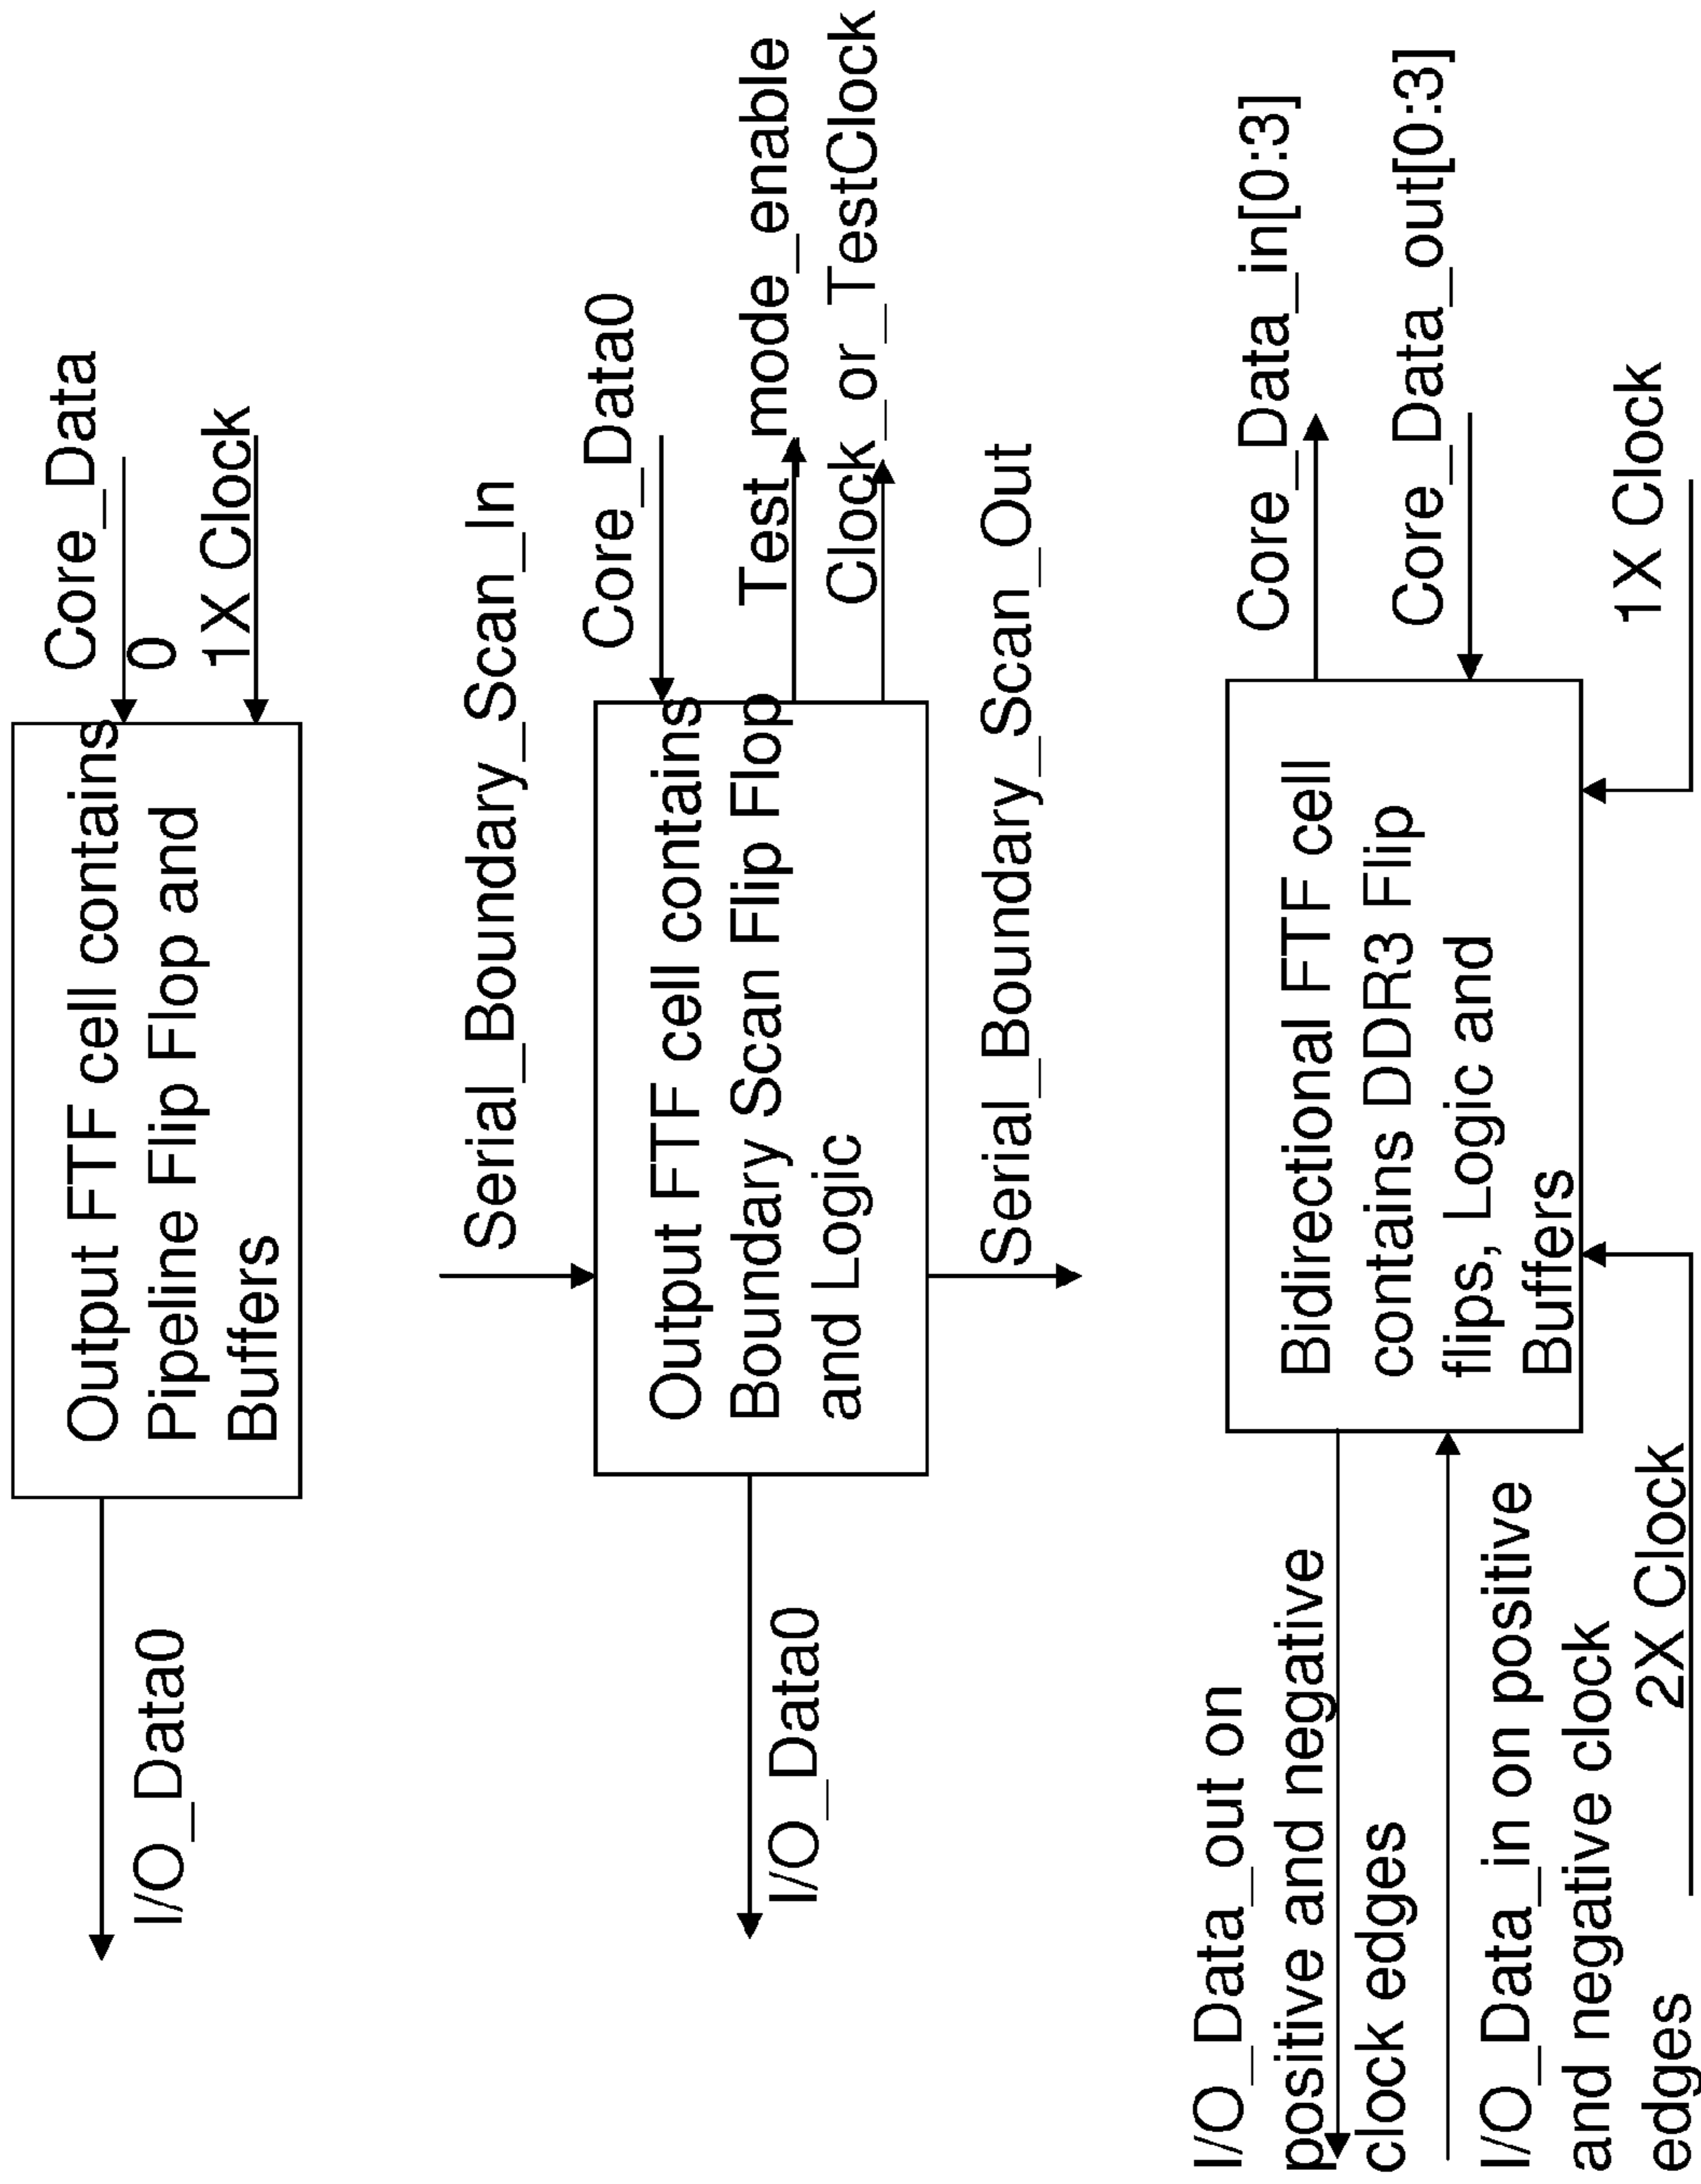 Core_Data
0
1X Clock
Output FTF cell contains
Pipeline Flip Flop and
Buffers
I/O_Data0
Serial_Boundary_Scan_In
Core_Data0
Test_mode_enable
Clock_or_TestClock
Output FTF cell contains
Boundary Scan Flip Flop
and Logic
I/O_Data0
Serial_Boundary_Scan_Out
Core_Data_in[0:3]
Core_Data_out[0:3]
1X Clock
Bidirectional FTF cell
contains DDR3 Flip
flips, Logic and
Buffers
I/O_Data_out on
positive and negative
clock edges
I/O_Data_in on positive
and negative clock
edges
2X Clock